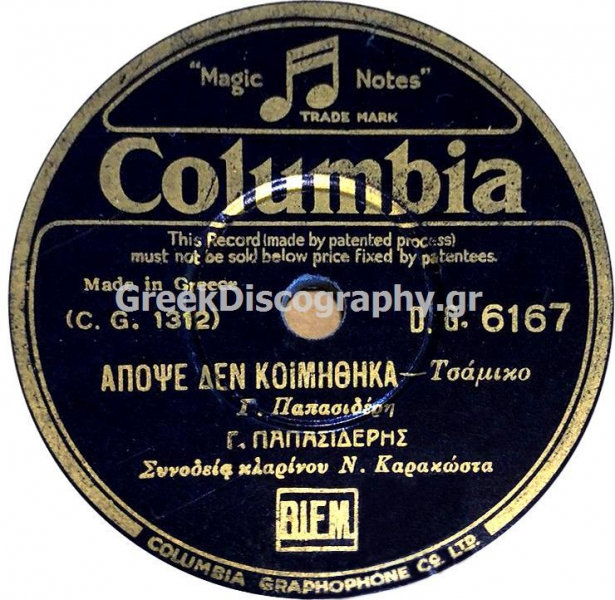 "Magic Notes"
TRADE MARK
Columbia
This Record (made by patented process)
must not be sold below price fixed by patentees.
Made in Greece
GreekDiscography.gr
(C. G. 1312)
D. G. 6167
ΑΠΟΨΕ ΔΕΝ ΚΟΙΜΗΘΗΚΑ — Τσάμικο
Γ. Παπασιδέρη
Γ. ΠΑΠΑΣΙΔΕΡΗΣ
Συνοδείᾳ κλαρίνου Ν. Καρακώστα
B.I.E.M.
COLUMBIA GRAPHOPHONE CO. LTD.